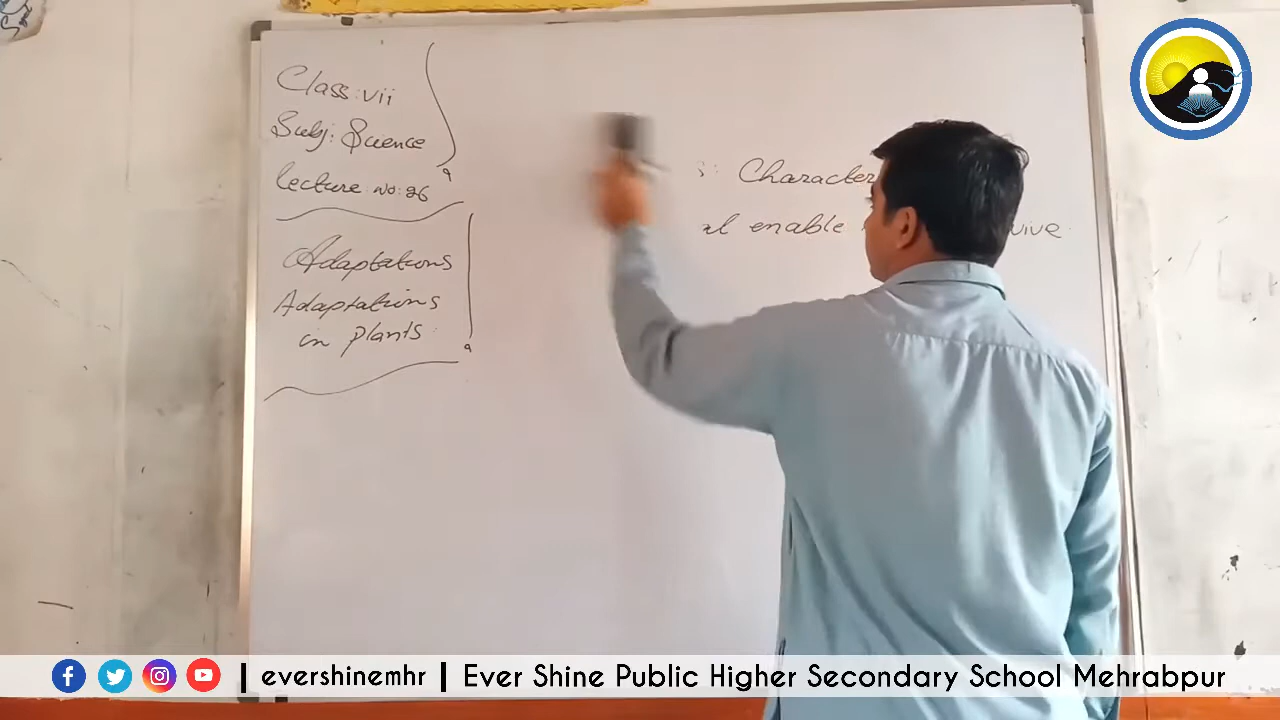 Class: vii
Subj: Science
lecture no: 26
Adaptations
Adaptations
in plants:
s: Character
enable
vive.
| evershinemhr | Ever Shine Public Higher Secondary School Mehrabpur